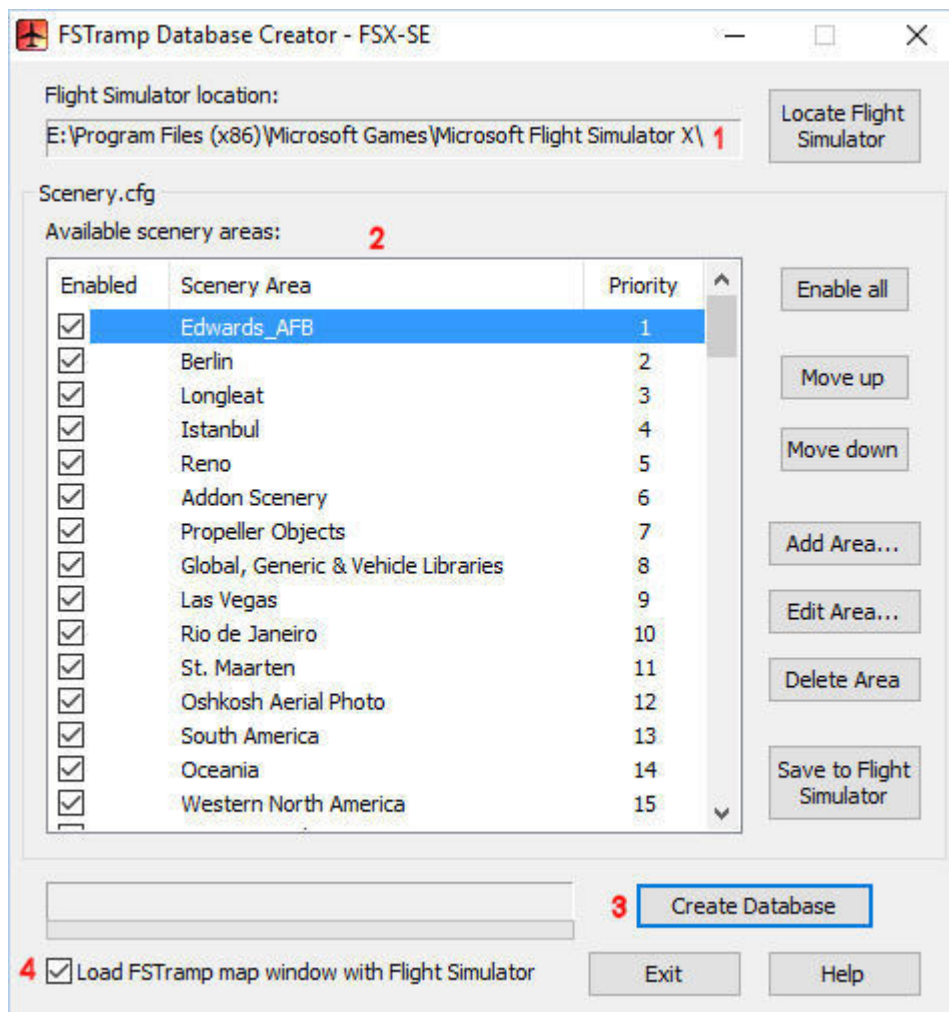 FSTramp Database Creator - FSX-SE
Flight Simulator location:
E:\Program Files (x86)\Microsoft Games\Microsoft Flight Simulator X\ 1
Locate Flight
Simulator
Scenery.cfg
Available scenery areas: 2
Enabled Scenery Area Priority
Enable all
Edwards_AFB 1
Berlin 2
Move up
Longleat 3
Istanbul 4
Move down
Reno 5
Addon Scenery 6
Propeller Objects 7
Add Area...
Global, Generic & Vehicle Libraries 8
Las Vegas 9
Edit Area...
Rio de Janeiro 10
St. Maarten 11
Delete Area
Oshkosh Aerial Photo 12
South America 13
Oceania 14
Save to Flight
Simulator
Western North America 15
3 Create Database
4 Load FSTramp map window with Flight Simulator
Exit
Help